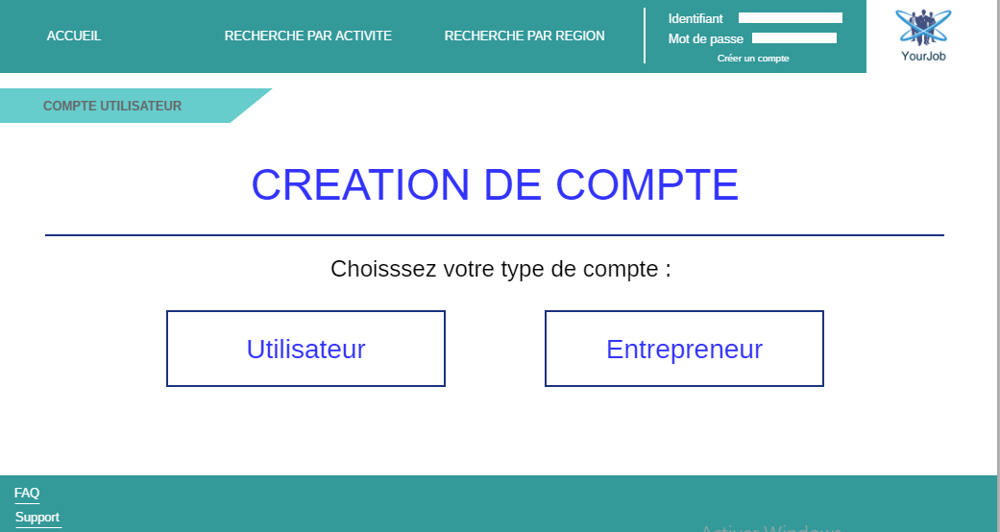 ACCUEIL
RECHERCHE PAR ACTIVITE
RECHERCHE PAR REGION
Identifiant
Mot de passe
Créer un compte
YourJob
COMPTE UTILISATEUR
CREATION DE COMPTE
Choisssez votre type de compte :
Utilisateur
Entrepreneur
FAQ
Support
Activer Windows